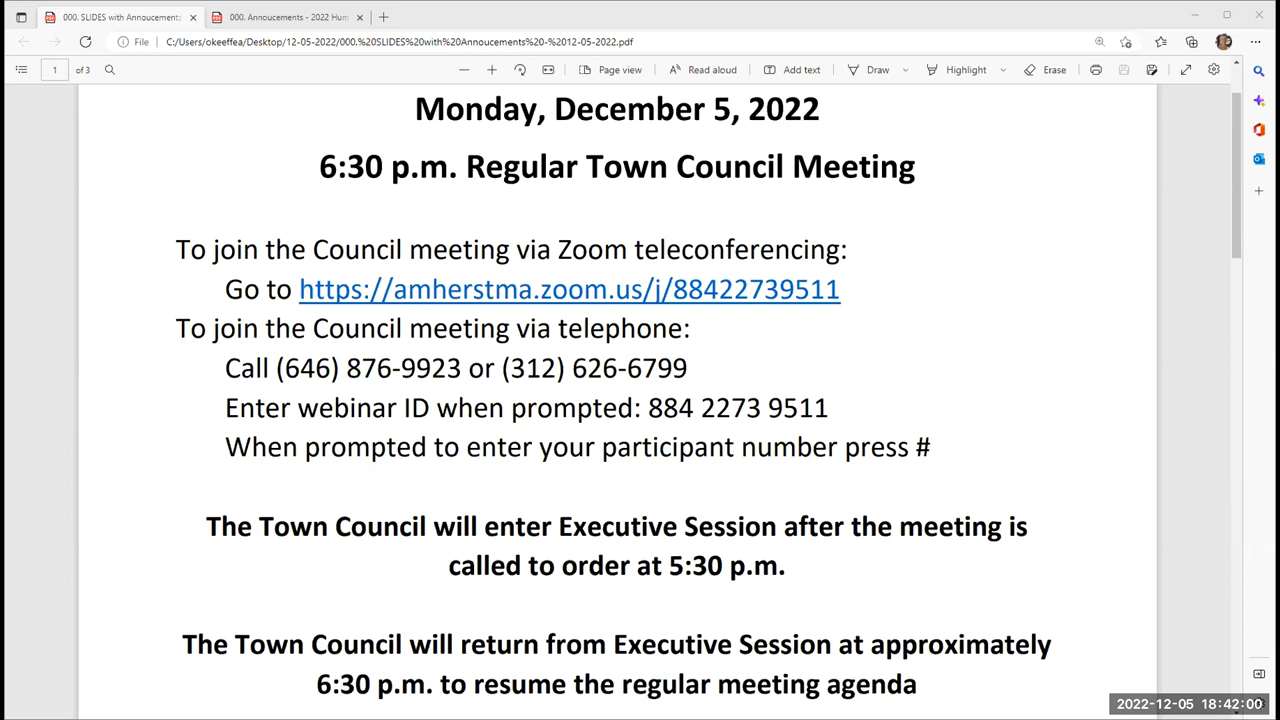 000. SLIDES with Annoucements
000. Annoucements - 2022 Hum
File
C:/Users/okeeffea/Desktop/12-05-2022/000.%20SLIDES%20with%20Annoucements%20-%2012-05-2022.pdf
1 of 3
Page view
Read aloud
Add text
Draw
Highlight
Erase
Monday, December 5, 2022
6:30 p.m. Regular Town Council Meeting
To join the Council meeting via Zoom teleconferencing:
Go to https://amherstma.zoom.us/j/88422739511
To join the Council meeting via telephone:
Call (646) 876-9923 or (312) 626-6799
Enter webinar ID when prompted: 884 2273 9511
When prompted to enter your participant number press #
The Town Council will enter Executive Session after the meeting is
called to order at 5:30 p.m.
The Town Council will return from Executive Session at approximately
6:30 p.m. to resume the regular meeting agenda
2022-12-05 18:42:00